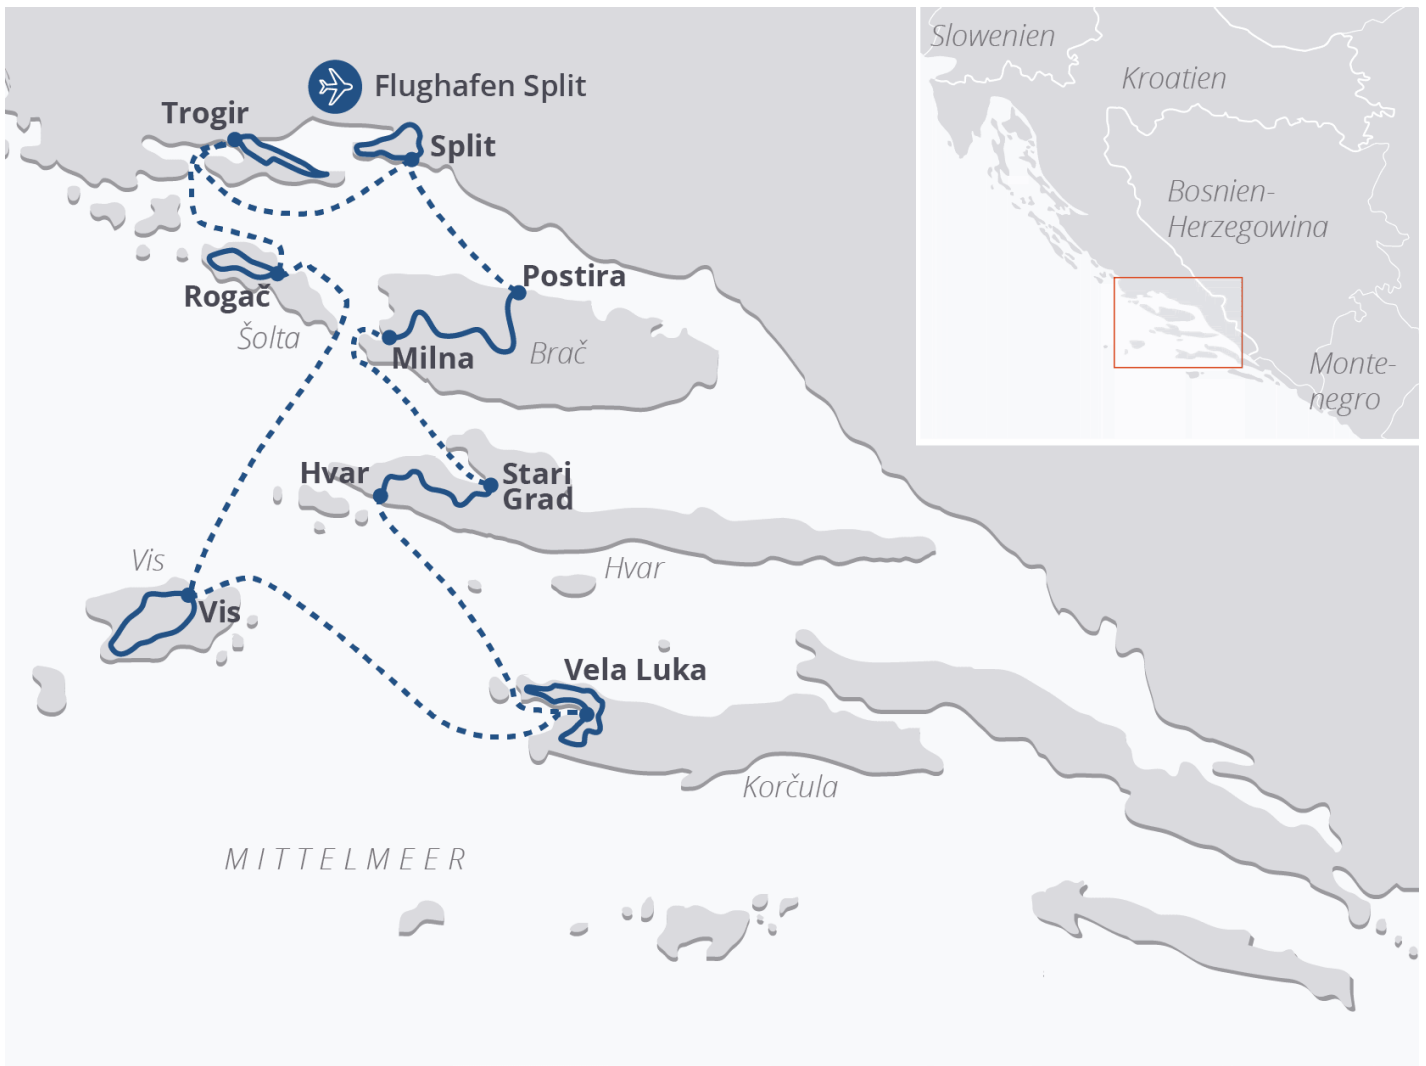 Slowenien
Kroatien
Flughafen Split
Trogir
Split
Bosnien-
Herzegowina
Postira
Rogač
Šolta
Milna
Brač
Monte-
negro
Hvar
Stari
Grad
Vis
Hvar
Vis
Vela Luka
Korčula
MITTELMEER